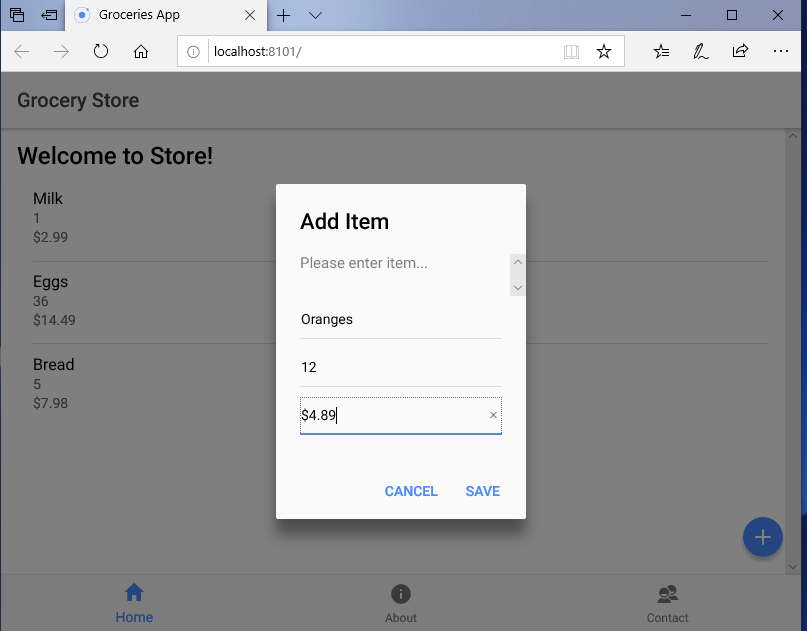 Groceries App
localhost:8101/
Grocery Store
Welcome to Store!
Milk
1
$2.99
Eggs
36
$14.49
Bread
5
$7.98
Add Item
Please enter item...
Oranges
12
$4.89
CANCEL SAVE
Home About Contact